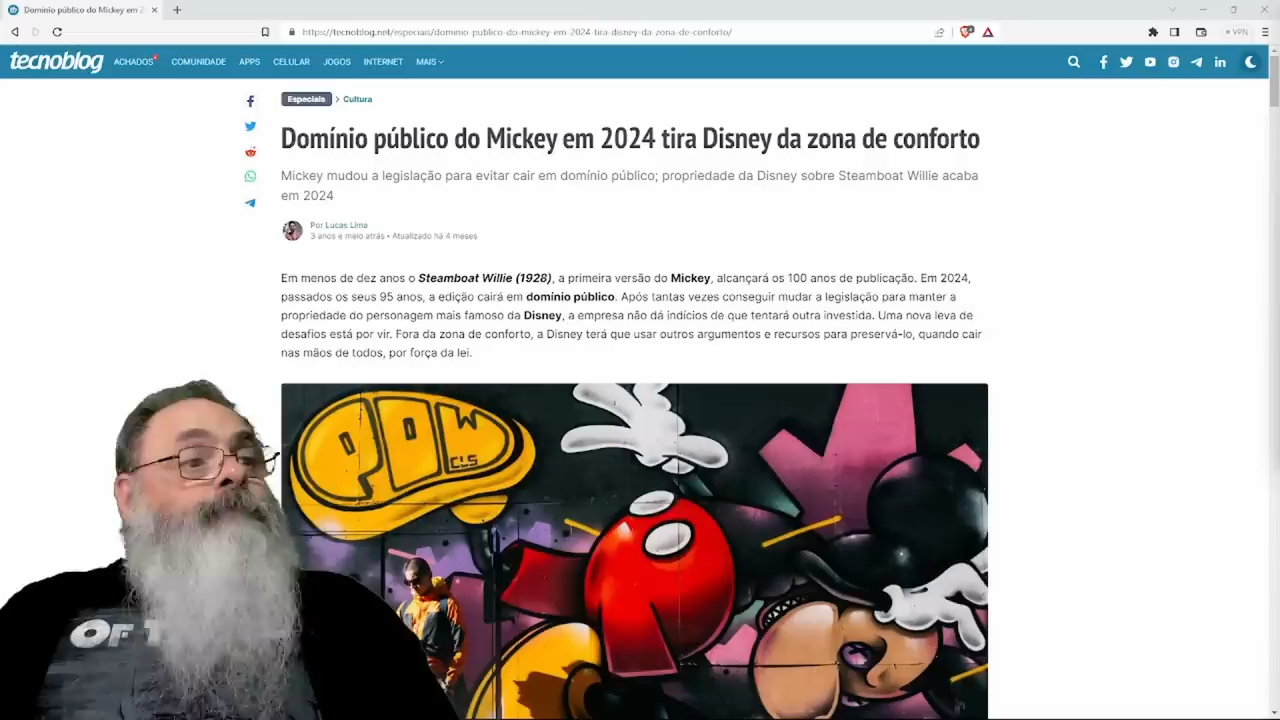 Domínio público do Mickey em 2
https://tecnoblog.net/especiais/dominio-publico-do-mickey-em-2024-tira-disney-da-zona-de-conforto/
VPN
tecnoblog ACHADOS COMUNIDADE APPS CELULAR JOGOS INTERNET MAIS
Especiais > Cultura
Domínio público do Mickey em 2024 tira Disney da zona de conforto
Mickey mudou a legislação para evitar cair em domínio público; propriedade da Disney sobre Steamboat Willie acaba
em 2024
Por Lucas Lima
3 anos e meio atrás • Atualizado há 4 meses
Em menos de dez anos o Steamboat Willie (1928), a primeira versão do Mickey, alcançará os 100 anos de publicação. Em 2024,
passados os seus 95 anos, a edição cairá em domínio público. Após tantas vezes conseguir mudar a legislação para manter a
propriedade do personagem mais famoso da Disney, a empresa não dá indícios de que tentará outra investida. Uma nova leva de
desafios está por vir. Fora da zona de conforto, a Disney terá que usar outros argumentos e recursos para preservá-lo, quando cair
nas mãos de todos, por força da lei.
POW
CLS
OF T